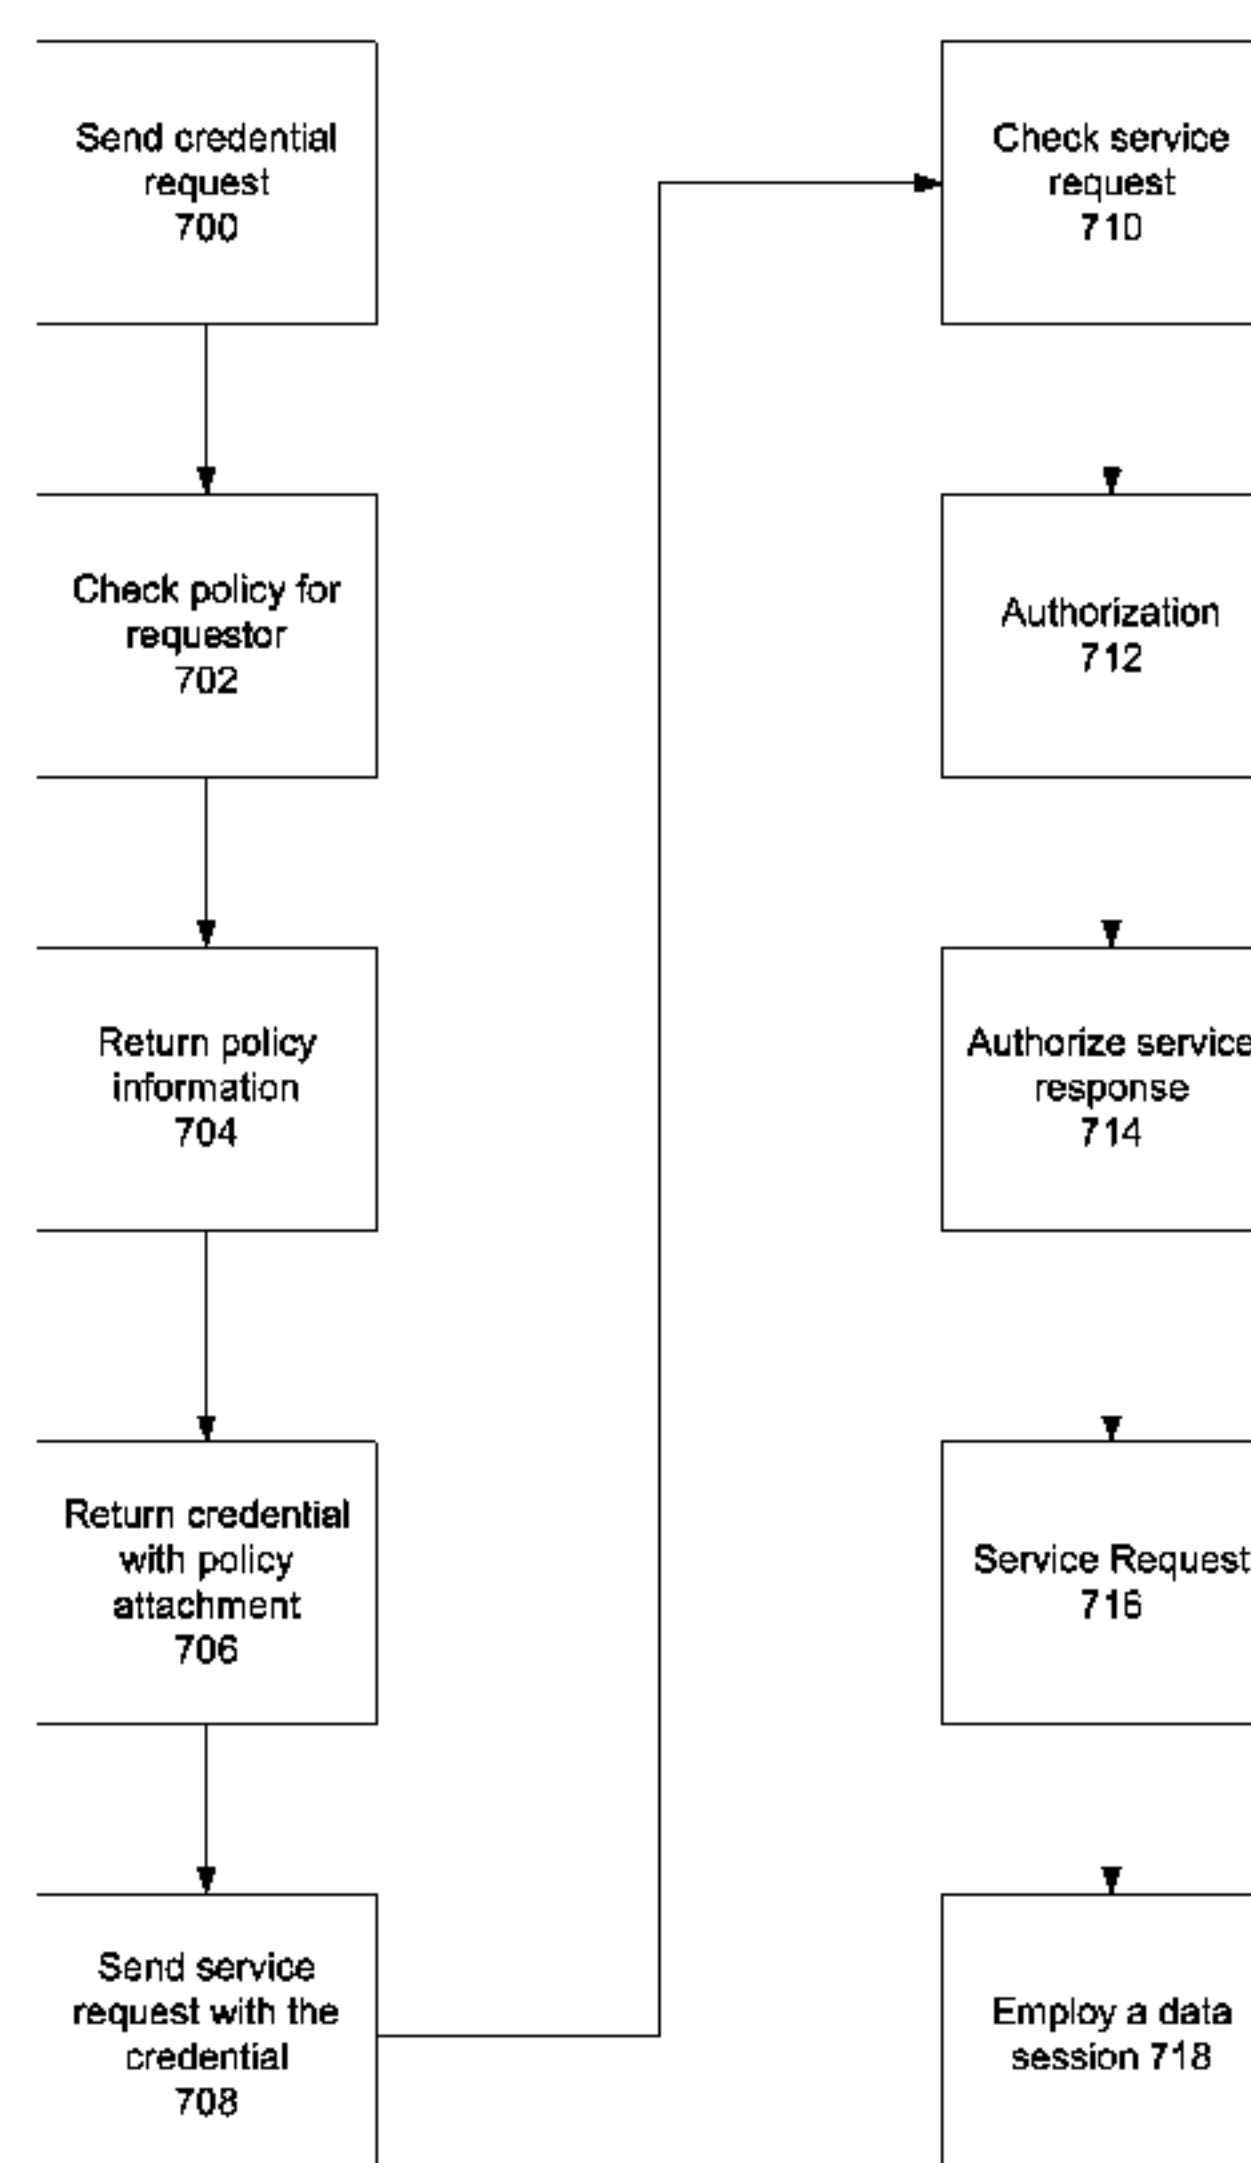 Send credential
request
700
Check policy for
requestor
702
Return policy
information
704
Return credential
with policy
attachment
706
Send service
request with the
credential
708
Check service
request
710
Authorization
712
Authorize service
response
714
Service Request
716
Employ a data
session 718